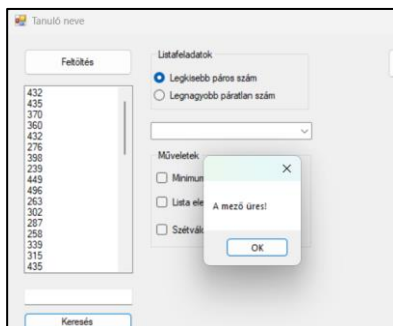 Tanuló neve
Feltöltés
432
435
370
360
432
276
398
239
449
496
263
302
287
258
339
315
435
Keresés
Listafeladatok
Legkisebb páros szám
Legnagyobb páratlan szám
Műveletek
Minimum
Lista ele
Szétvál
A mező üres!
OK